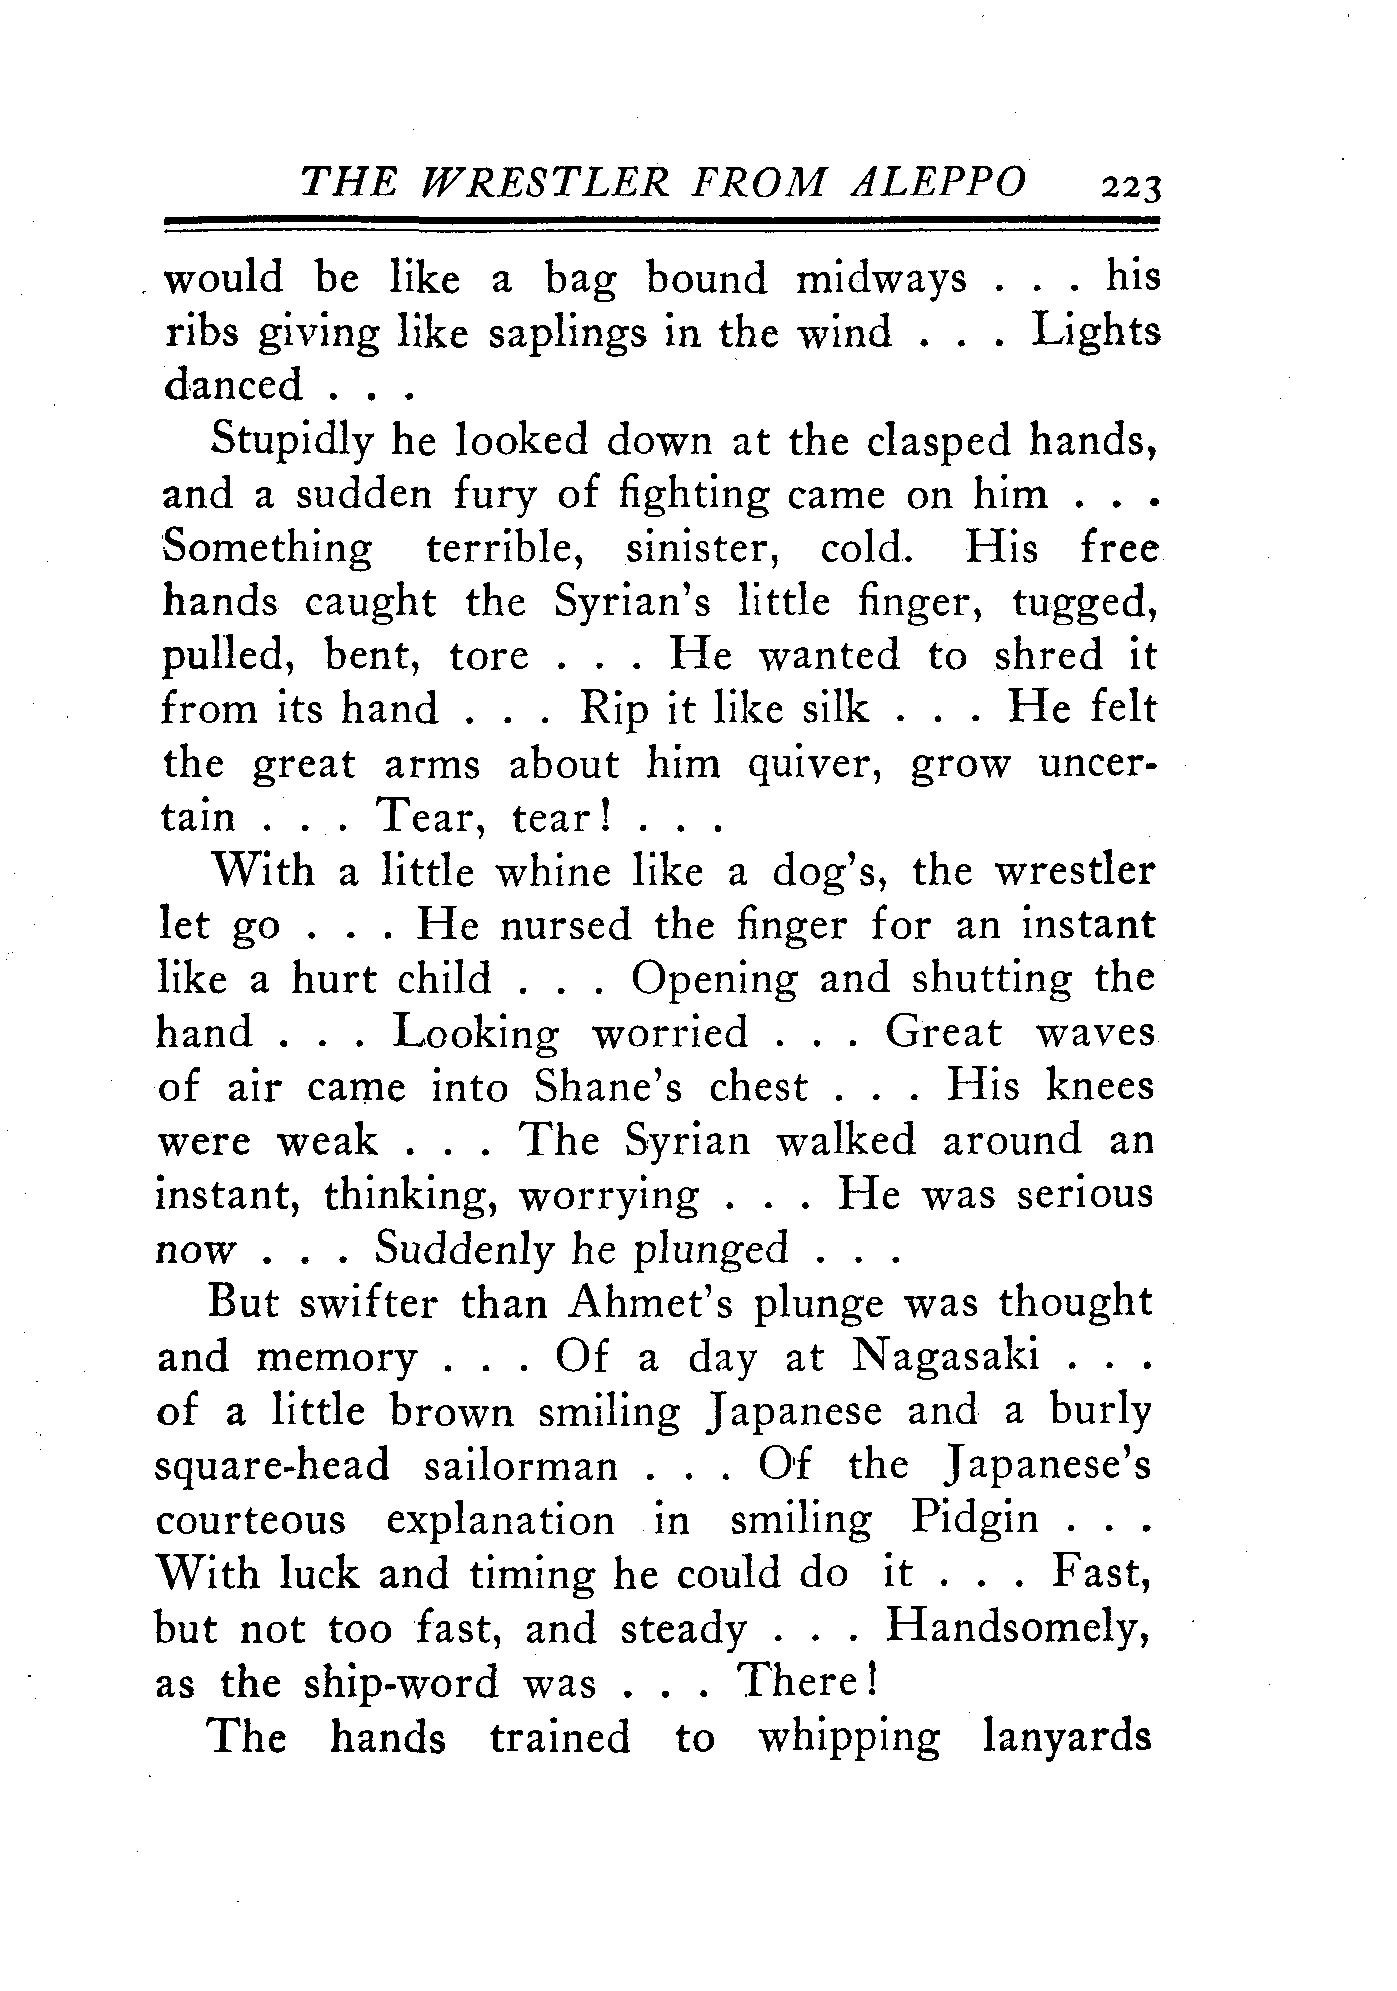 THE WRESTLER FROM ALEPPO 223
would be like a bag bound midways . . . his
ribs giving like saplings in the wind . . . Lights
danced . . .
Stupidly he looked down at the clasped hands,
and a sudden fury of fighting came on him . . .
Something terrible, sinister, cold. His free
hands caught the Syrian's little finger, tugged,
pulled, bent, tore . . . He wanted to shred it
from its hand . . . Rip it like silk . . . He felt
the great arms about him quiver, grow uncer-
tain . . . Tear, tear! . . .
With a little whine like a dog's, the wrestler
let go . . . He nursed the finger for an instant
like a hurt child . . . Opening and shutting the
hand . . . Looking worried . . . Great waves
of air came into Shane's chest . . . His knees
were weak . . . The Syrian walked around an
instant, thinking, worrying . . . He was serious
now . . . Suddenly he plunged . . .
But swifter than Ahmet's plunge was thought
and memory . . . Of a day at Nagasaki . . .
of a little brown smiling Japanese and a burly
square-head sailorman . . . Of the Japanese's
courteous explanation in smiling Pidgin . . .
With luck and timing he could do it . . . Fast,
but not too fast, and steady . . . Handsomely,
as the ship-word was . . . There!
The hands trained to whipping lanyards